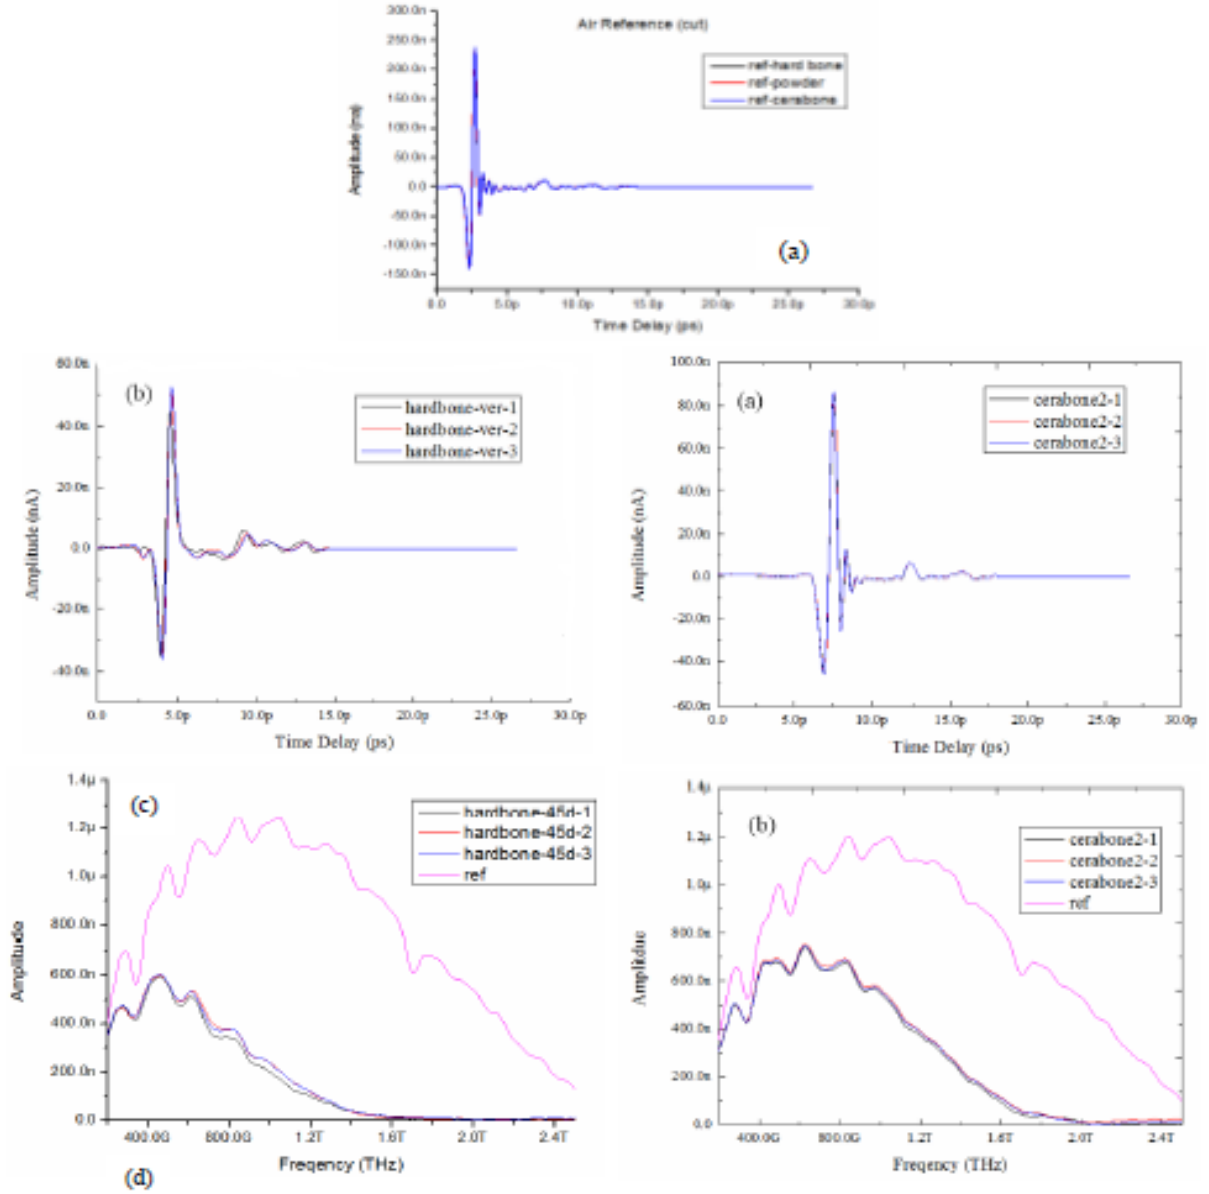 Air Reference (cut)
300.0n
250.0n
200.0n
150.0n
100.0n
50.0n
0.0
-50.0n
-100.0n
-150.0n
Amplitude (na)
ref-hard bone
ref-powder
ref-cerabone
(a)
0.0 5.0p 10.0p 15.0p 20.0p 25.0p 30.0p
Time Delay (ps)
60.0n
40.0n
20.0n
0.0
-20.0n
-40.0n
Amplitude (nA)
(b)
hardbone-ver-1
hardbone-ver-2
hardbone-ver-3
0.0 5.0p 10.0p 15.0p 20.0p 25.0p 30.0p
Time Delay (ps)
100.0n
80.0n
60.0n
40.0n
20.0n
0.0
-20.0n
-40.0n
-60.0n
Amplitude (nA)
(a)
cerabone2-1
cerabone2-2
cerabone2-3
0.0 5.0p 10.0p 15.0p 20.0p 25.0p 30.0p
Time Delay (ps)
1.4µ
1.2µ
1.0µ
800.0n
600.0n
400.0n
200.0n
0.0
Amplitude
(c)
hardbone-45d-1
hardbone-45d-2
hardbone-45d-3
ref
400.0G 800.0G 1.2T 1.6T 2.0T 2.4T
Freqency (THz)
(d)
1.4µ
1.2µ
1.0µ
800.0n
600.0n
400.0n
200.0n
0.0
Amplitduc
(b)
cerabone2-1
cerabone2-2
cerabone2-3
ref
400.0G 800.0G 1.2T 1.6T 2.0T 2.4T
Freqency (THz)